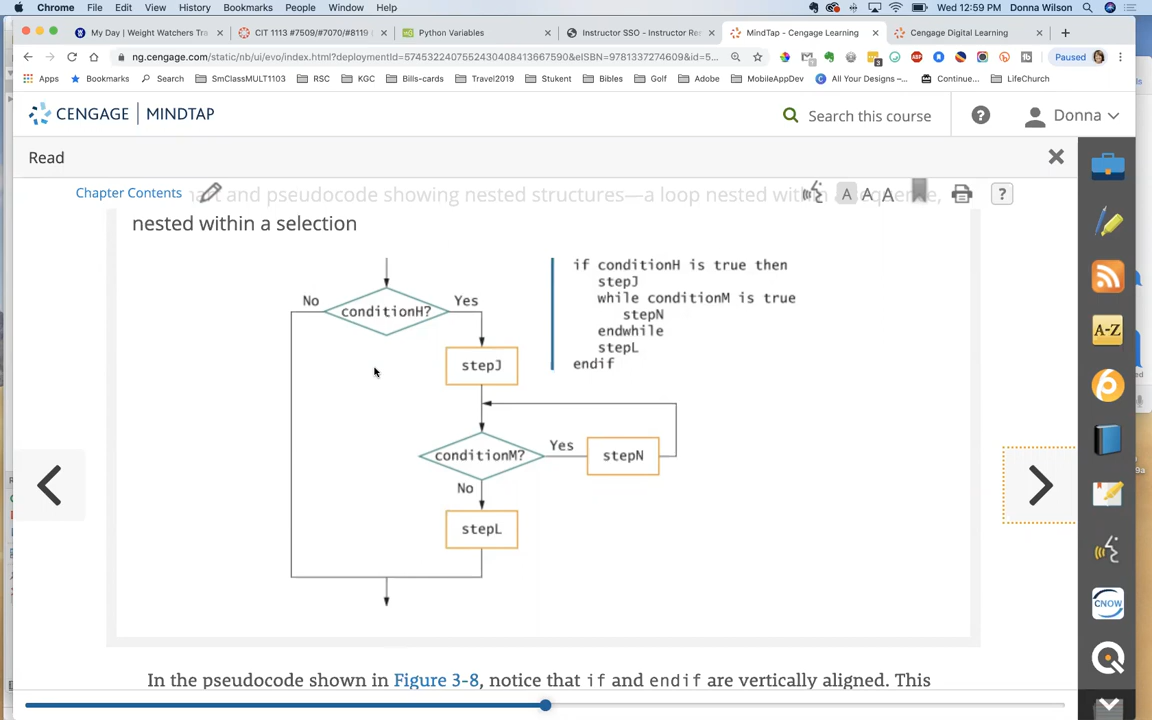 Chrome File Edit View History Bookmarks People Window Help Wed 12:59 PM Donna Wilson
My Day | Weight Watchers Tra CIT 1113 #7509/#7070/#8119 Python Variables Instructor SSO - Instructor Re MindTap - Cengage Learning Cengage Digital Learning
ng.cengage.com/static/nb/ui/evo/index.html?deploymentId=5745322407552430408413667590&eISBN=9781337274609&id=5... Paused
Apps Bookmarks Search SmClassMULT1103 RSC KGC Bills-cards Travel2019 Stukent Bibles Golf Adobe MobileAppDev All Your Designs –... Continue... LifeChurch
CENGAGE MINDTAP Search this course ? Donna
Read
Chapter Contents
and pseudocode showing nested structures—a loop nested within a
A A A ?
nested within a selection
No conditionH? Yes
stepJ
conditionM? Yes stepN
No
stepL
if conditionH is true then
stepJ
while conditionM is true
stepN
endwhile
stepL
endif
In the pseudocode shown in Figure 3-8, notice that if and endif are vertically aligned. This
A-Z
CNOW